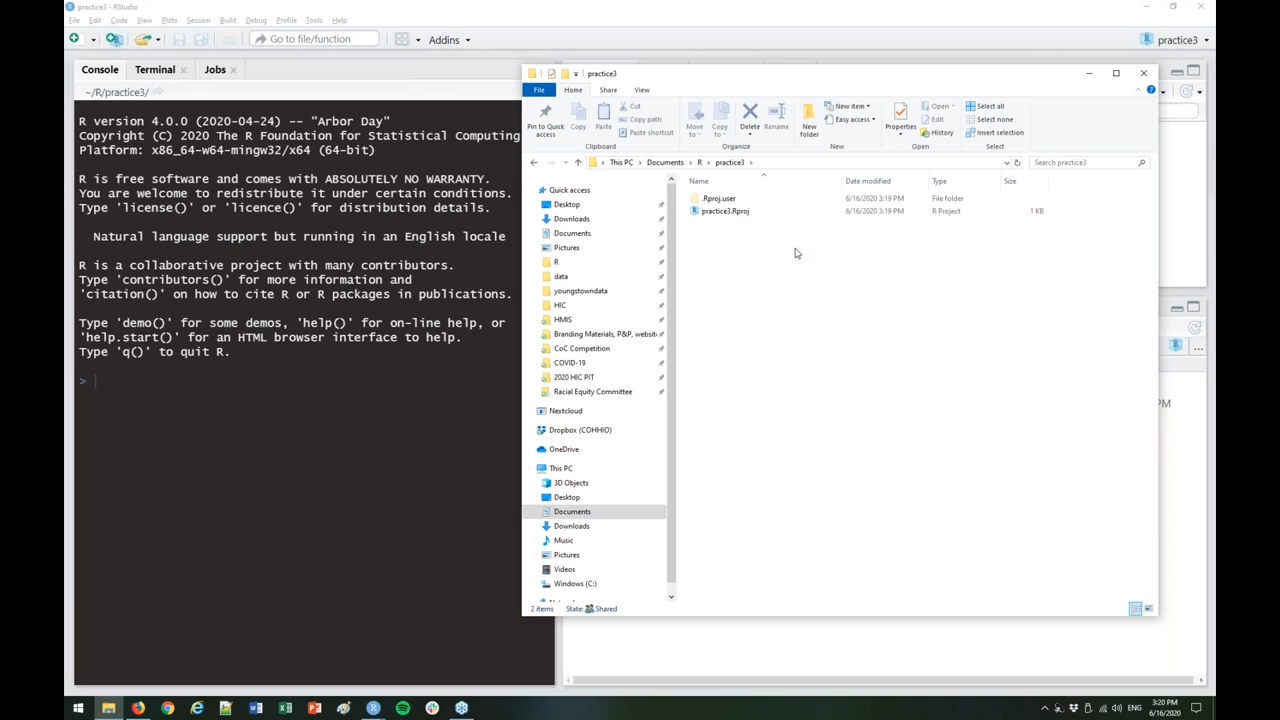 practice3 - RStudio
File Edit Code View Plots Session Build Debug Profile Tools Help
Go to file/function
Addins
practice3
Console Terminal Jobs
~/R/practice3/
R version 4.0.0 (2020-04-24) -- "Arbor Day"
Copyright (C) 2020 The R Foundation for Statistical Computing
Platform: x86_64-w64-mingw32/x64 (64-bit)
R is free software and comes with ABSOLUTELY NO WARRANTY.
You are welcome to redistribute it under certain conditions.
Type 'license()' or 'licence()' for distribution details.
Natural language support but running in an English locale
R is a collaborative project with many contributors.
Type 'contributors()' for more information and
'citation()' on how to cite R or R packages in publications.
Type 'demo()' for some demos, 'help()' for on-line help, or
'help.start()' for an HTML browser interface to help.
Type 'q()' to quit R.
>
practice3
File Home Share View
Pin to Quick access
Copy
Paste
Cut
Copy path
Paste shortcut
Move to
Copy to
Delete
Rename
New folder
New item
Easy access
Properties
Open
Edit
History
Select all
Select none
Invert selection
Clipboard Organize New Open Select
This PC > Documents > R > practice3 >
Search practice3
Name Date modified Type Size
.Rproj.user 6/16/2020 3:19 PM File folder
practice3.Rproj 6/16/2020 3:19 PM R Project 1 KB
Quick access
Desktop
Downloads
Documents
Pictures
R
data
youngstowndata
HIC
HMIS
Branding Materials, P&P, websit
CoC Competition
COVID-19
2020 HIC PIT
Racial Equity Committee
Nextcloud
Dropbox (COHHIO)
OneDrive
This PC
3D Objects
Desktop
Documents
Downloads
Music
Pictures
Videos
Windows (C:)
2 items State: Shared
PM
ENG
3:20 PM
6/16/2020